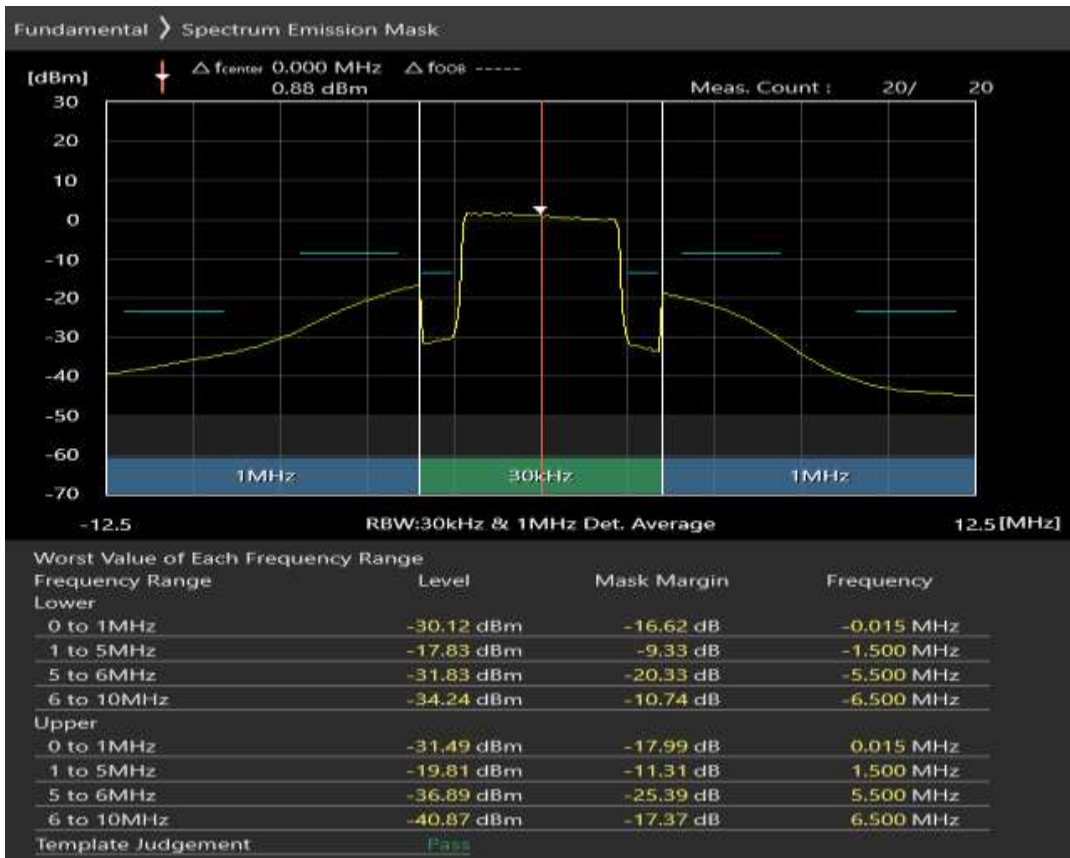 Fundamental ❯ Spectrum Emission Mask
[dBm] △ fcenter 0.000 MHz △ fOOB -----
0.88 dBm Meas. Count : 20/ 20
30
20
10
0
-10
-20
-30
-40
-50
-60
1MHz 30kHz 1MHz
-70
-12.5 RBW:30kHz & 1MHz Det. Average 12.5 [MHz]
Worst Value of Each Frequency Range
Frequency Range Level Mask Margin Frequency
Lower
0 to 1MHz -30.12 dBm -16.62 dB -0.015 MHz
1 to 5MHz -17.83 dBm -9.33 dB -1.500 MHz
5 to 6MHz -31.83 dBm -20.33 dB -5.500 MHz
6 to 10MHz -34.24 dBm -10.74 dB -6.500 MHz
Upper
0 to 1MHz -31.49 dBm -17.99 dB 0.015 MHz
1 to 5MHz -19.81 dBm -11.31 dB 1.500 MHz
5 to 6MHz -36.89 dBm -25.39 dB 5.500 MHz
6 to 10MHz -40.87 dBm -17.37 dB 6.500 MHz
Template Judgement Pass